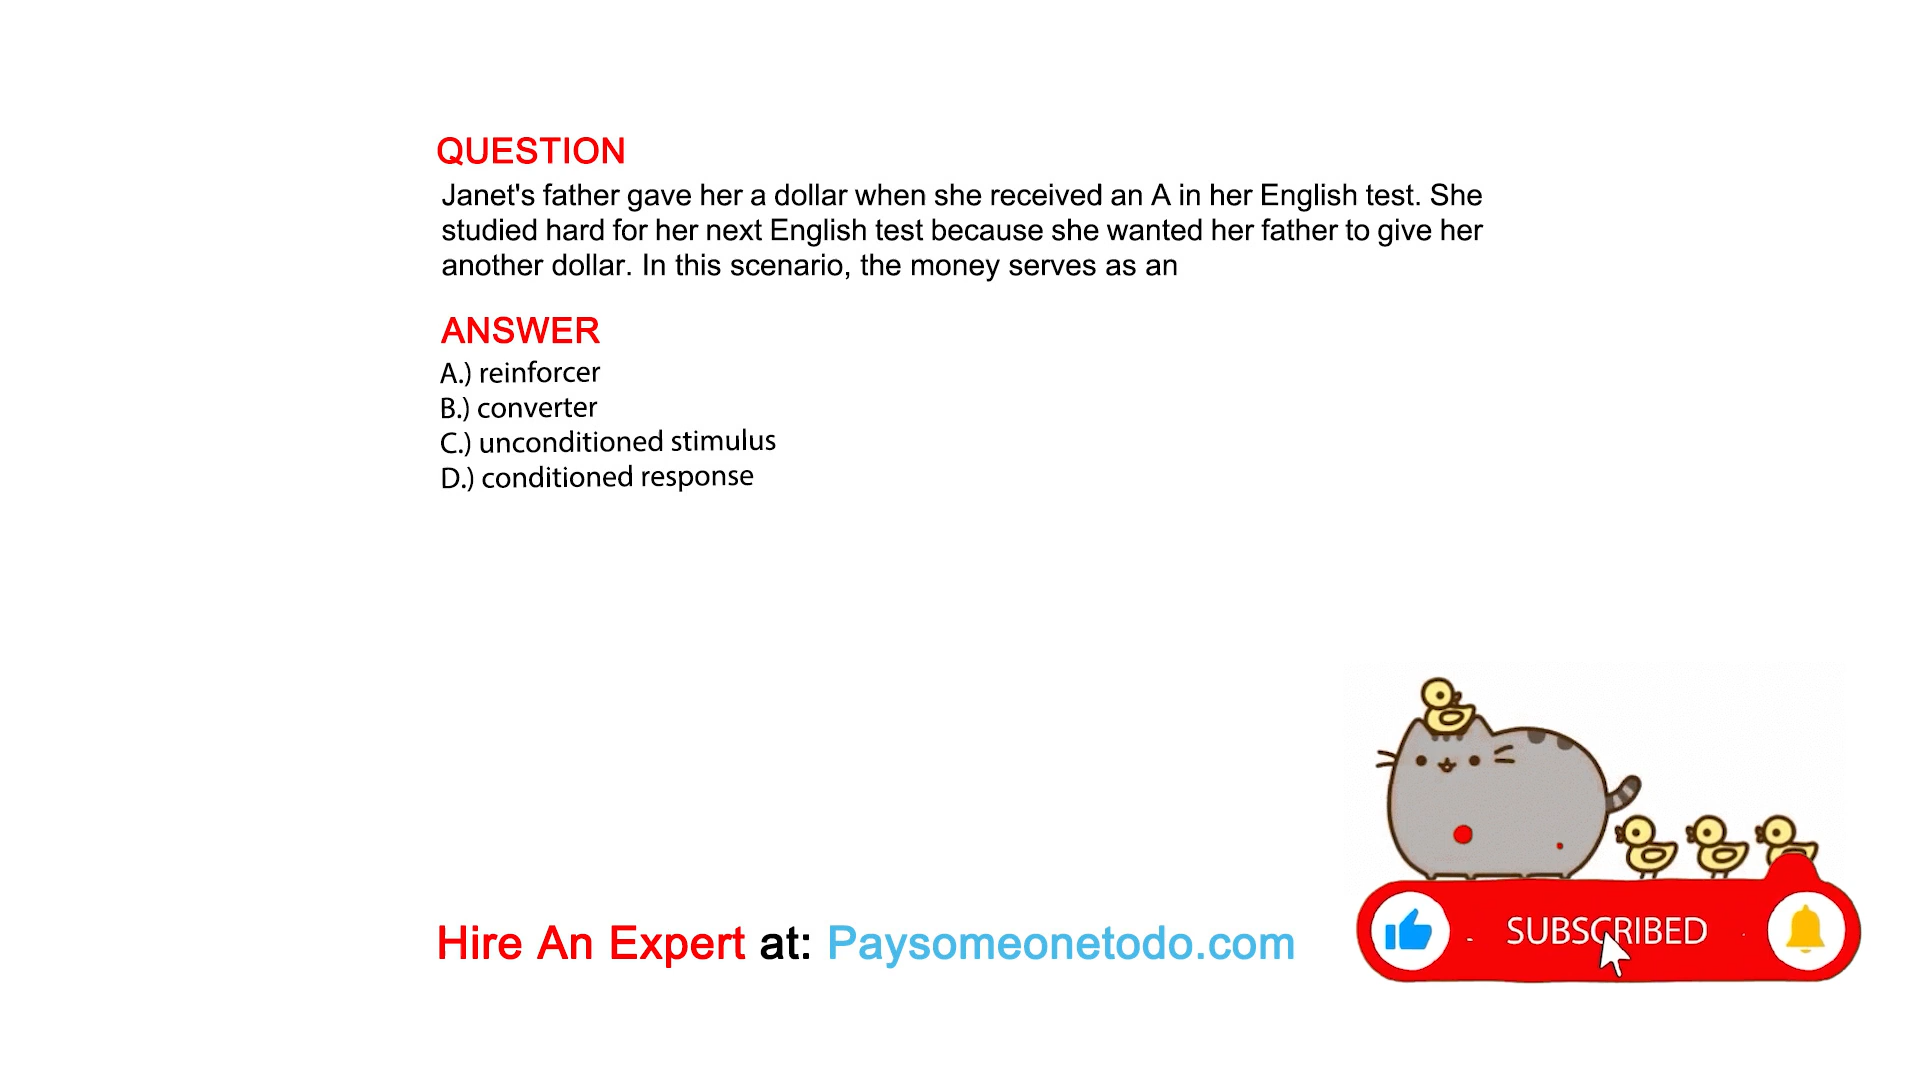 QUESTION
Janet's father gave her a dollar when she received an A in her English test. She
studied hard for her next English test because she wanted her father to give her
another dollar. In this scenario, the money serves as an
ANSWER
A.) reinforcer
B.) converter
C.) unconditioned stimulus
D.) conditioned response
Hire An Expert at: Paysomeonetodo.com
SUBSCRIBED